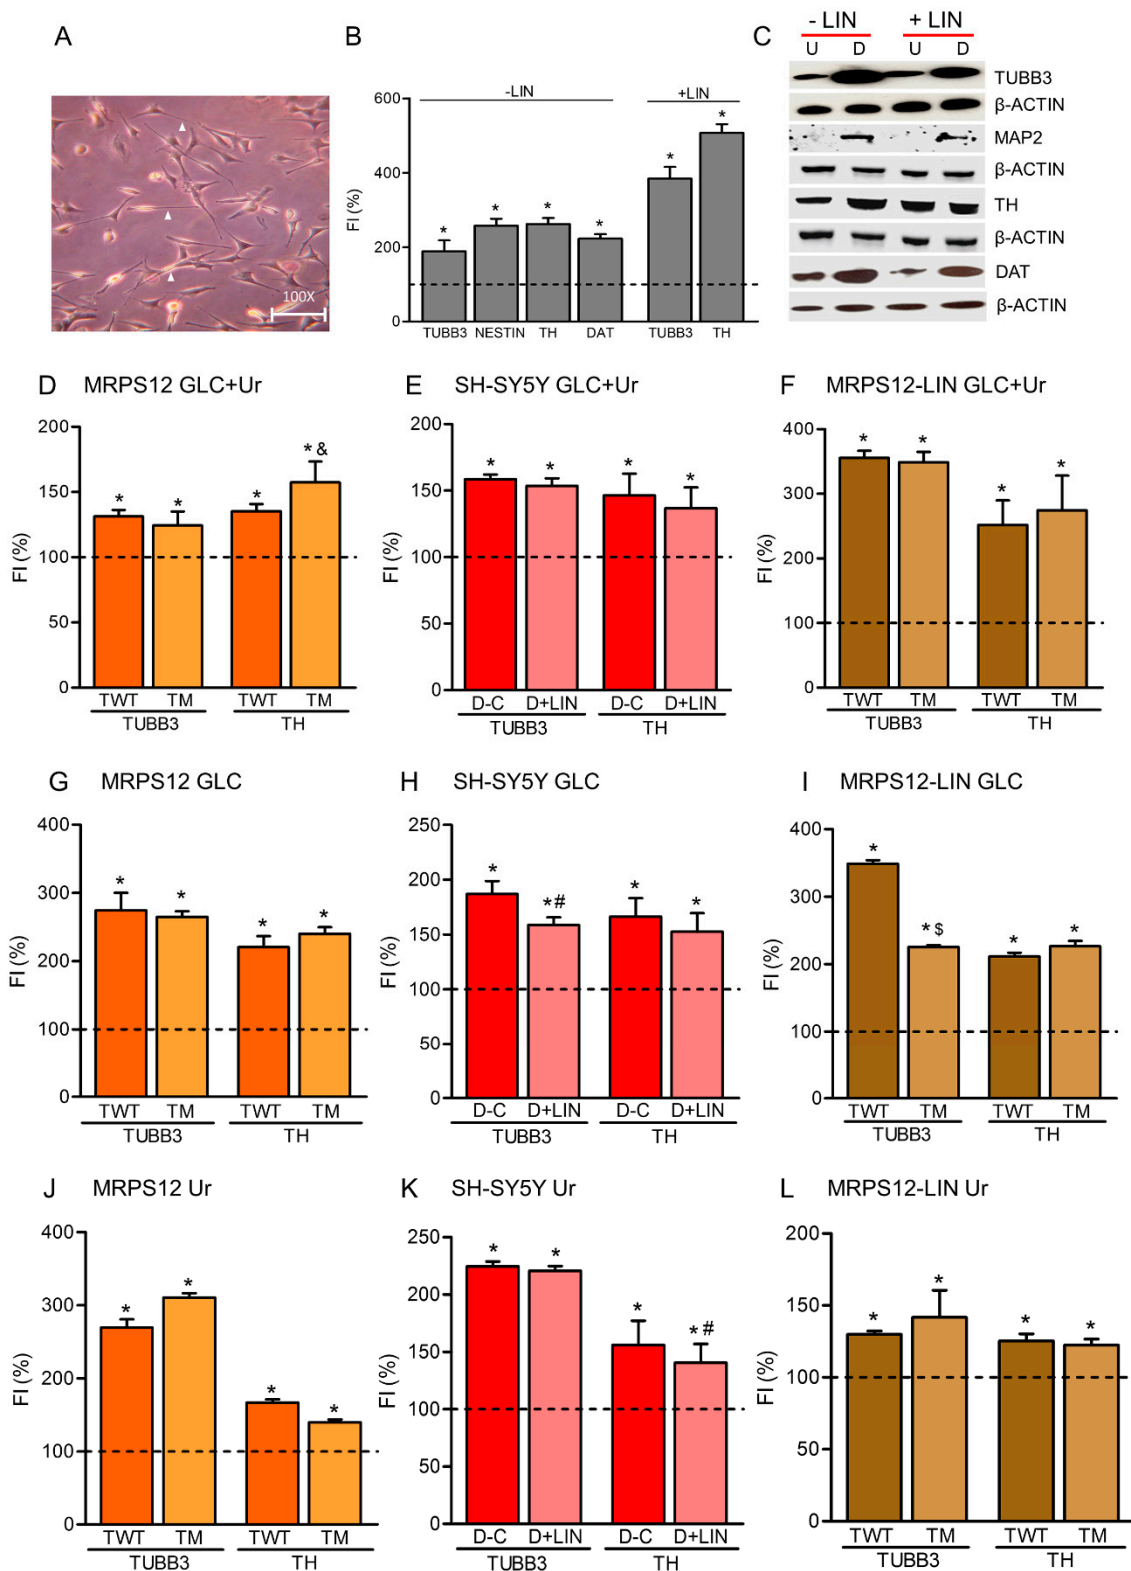 A
100X
B
-LIN
+LIN
FI (%)
600
400
200
0
* * * * * *
TUBB3 NESTIN TH DAT TUBB3 TH
C
- LIN + LIN
U D U D
TUBB3
β-ACTIN
MAP2
β-ACTIN
TH
β-ACTIN
DAT
β-ACTIN
D MRPS12 GLC+Ur
FI (%)
200
150
100
50
0
* * * * &
TWT TM TWT TM
TUBB3 TH
E SH-SY5Y GLC+Ur
FI (%)
200
150
100
50
0
* * * *
D-C D+LIN D-C D+LIN
TUBB3 TH
F MRPS12-LIN GLC+Ur
FI (%)
400
300
200
100
0
* * * *
TWT TM TWT TM
TUBB3 TH
G MRPS12 GLC
FI (%)
400
300
200
100
0
* * * *
TWT TM TWT TM
TUBB3 TH
H SH-SY5Y GLC
FI (%)
250
200
150
100
50
0
* *# * *
D-C D+LIN D-C D+LIN
TUBB3 TH
I MRPS12-LIN GLC
FI (%)
400
300
200
100
0
* * $ * *
TWT TM TWT TM
TUBB3 TH
J MRPS12 Ur
FI (%)
400
300
200
100
0
* * * *
TWT TM TWT TM
TUBB3 TH
K SH-SY5Y Ur
FI (%)
250
200
150
100
50
0
* * * *#
D-C D+LIN D-C D+LIN
TUBB3 TH
L MRPS12-LIN Ur
FI (%)
200
150
100
50
0
* * * *
TWT TM TWT TM
TUBB3 TH